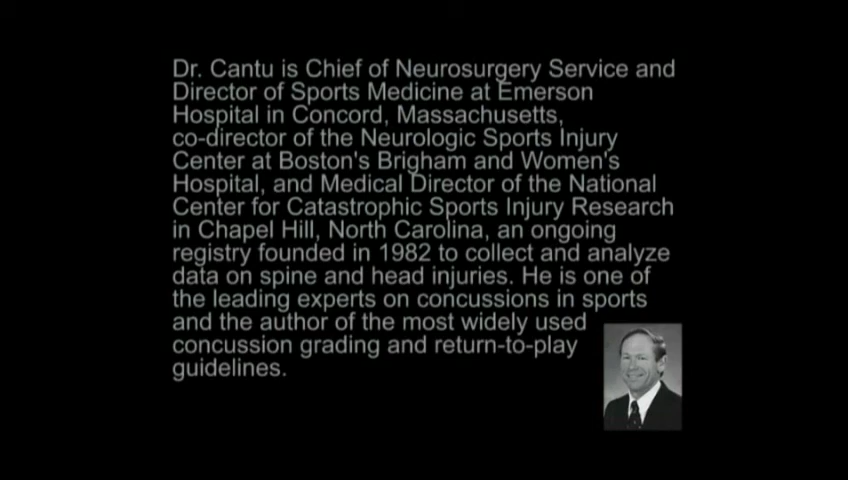 Dr. Cantu is Chief of Neurosurgery Service and
Director of Sports Medicine at Emerson
Hospital in Concord, Massachusetts,
co-director of the Neurologic Sports Injury
Center at Boston's Brigham and Women's
Hospital, and Medical Director of the National
Center for Catastrophic Sports Injury Research
in Chapel Hill, North Carolina, an ongoing
registry founded in 1982 to collect and analyze
data on spine and head injuries. He is one of
the leading experts on concussions in sports
and the author of the most widely used
concussion grading and return-to-play
guidelines.